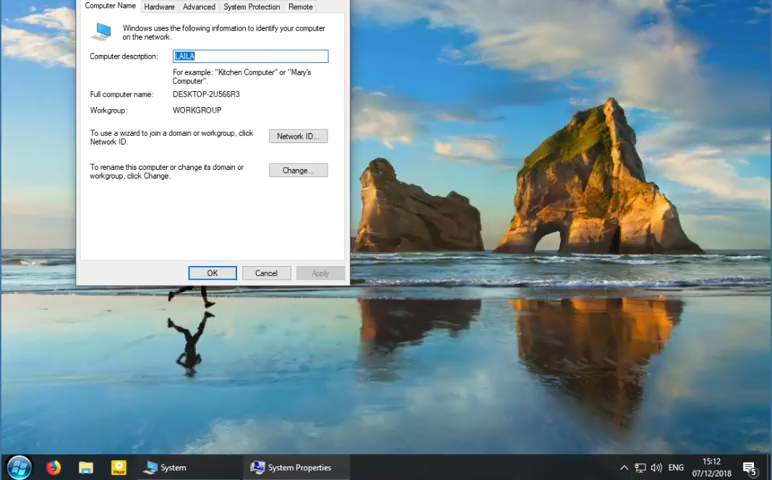 Computer Name Hardware Advanced System Protection Remote
Windows uses the following information to identify your computer
on the network.
Computer description: LAILA
For example: "Kitchen Computer" or "Mary's
Computer".
Full computer name: DESKTOP-2U566R3
Workgroup: WORKGROUP
To use a wizard to join a domain or workgroup, click
Network ID.
Network ID...
To rename this computer or change its domain or
workgroup, click Change.
Change...
OK Cancel Apply
System System Properties ENG 15:12
07/12/2018 5